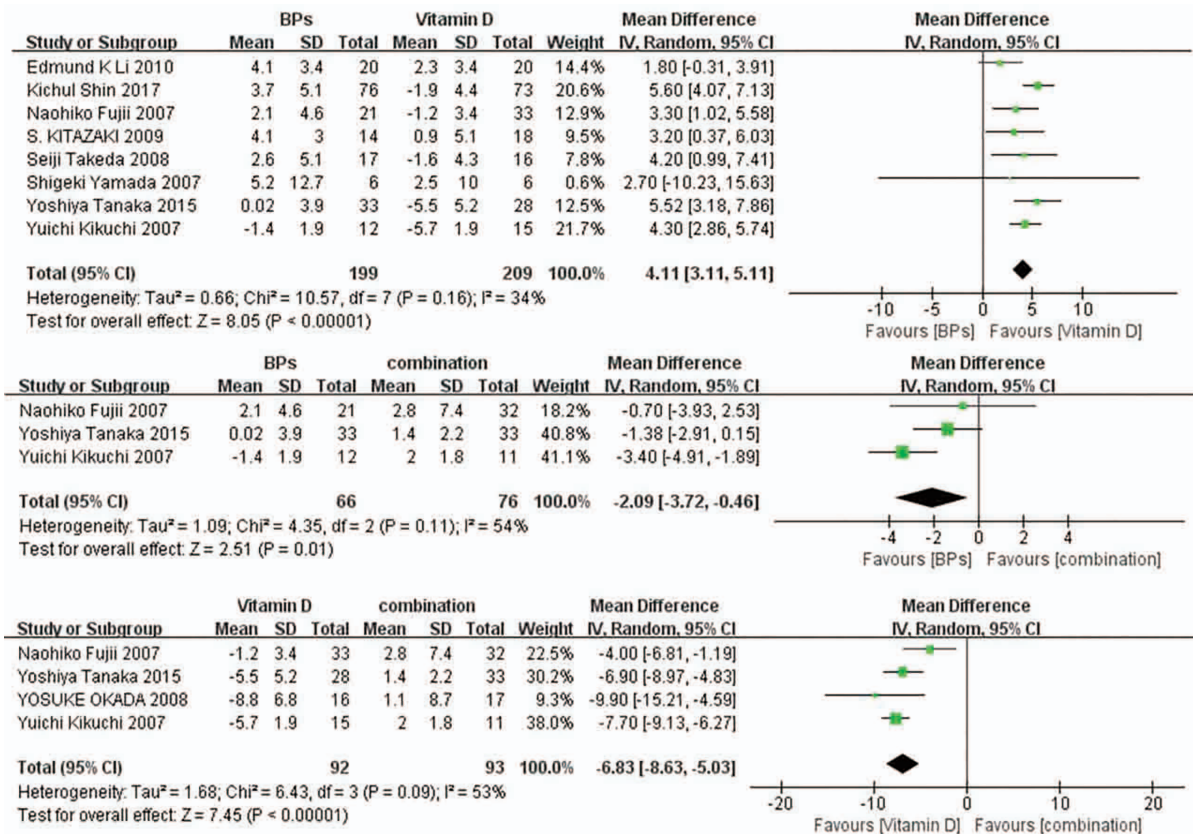 BPs Vitamin D Mean Difference Mean Difference
Study or Subgroup Mean SD Total Mean SD Total Weight IV, Random, 95% CI IV, Random, 95% CI
Edmund K Li 2010 4.1 3.4 20 2.3 3.4 20 14.4% 1.80 [-0.31, 3.91]
Kichul Shin 2017 3.7 5.1 76 -1.9 4.4 73 20.6% 5.60 [4.07, 7.13]
Naohiko Fujii 2007 2.1 4.6 21 -1.2 3.4 33 12.9% 3.30 [1.02, 5.58]
S. KITAZAKI 2009 4.1 3 14 0.9 5.1 18 9.5% 3.20 [0.37, 6.03]
Seiji Takeda 2008 2.6 5.1 17 -1.6 4.3 16 7.8% 4.20 [0.99, 7.41]
Shigeki Yamada 2007 5.2 12.7 6 2.5 10 6 0.6% 2.70 [-10.23, 15.63]
Yoshiya Tanaka 2015 0.02 3.9 33 -5.5 5.2 28 12.5% 5.52 [3.18, 7.86]
Yuichi Kikuchi 2007 -1.4 1.9 12 -5.7 1.9 15 21.7% 4.30 [2.86, 5.74]
Total (95% CI) 199 209 100.0% 4.11 [3.11, 5.11]
Heterogeneity: Tau² = 0.66; Chi² = 10.57, df = 7 (P = 0.16); I² = 34%
Test for overall effect: Z = 8.05 (P < 0.00001)
-10 -5 0 5 10
Favours [BPs] Favours [Vitamin D]
BPs combination Mean Difference Mean Difference
Study or Subgroup Mean SD Total Mean SD Total Weight IV, Random, 95% CI IV, Random, 95% CI
Naohiko Fujii 2007 2.1 4.6 21 2.8 7.4 32 18.2% -0.70 [-3.93, 2.53]
Yoshiya Tanaka 2015 0.02 3.9 33 1.4 2.2 33 40.8% -1.38 [-2.91, 0.15]
Yuichi Kikuchi 2007 -1.4 1.9 12 2 1.8 11 41.1% -3.40 [-4.91, -1.89]
Total (95% CI) 66 76 100.0% -2.09 [-3.72, -0.46]
Heterogeneity: Tau² = 1.09; Chi² = 4.35, df = 2 (P = 0.11); I² = 54%
Test for overall effect: Z = 2.51 (P = 0.01)
-4 -2 0 2 4
Favours [BPs] Favours [combination]
Vitamin D combination Mean Difference Mean Difference
Study or Subgroup Mean SD Total Mean SD Total Weight IV, Random, 95% CI IV, Random, 95% CI
Naohiko Fujii 2007 -1.2 3.4 33 2.8 7.4 32 22.5% -4.00 [-6.81, -1.19]
Yoshiya Tanaka 2015 -5.5 5.2 28 1.4 2.2 33 30.2% -6.90 [-8.97, -4.83]
YOSUKE OKADA 2008 -8.8 6.8 16 1.1 8.7 17 9.3% -9.90 [-15.21, -4.59]
Yuichi Kikuchi 2007 -5.7 1.9 15 2 1.8 11 38.0% -7.70 [-9.13, -6.27]
Total (95% CI) 92 93 100.0% -6.83 [-8.63, -5.03]
Heterogeneity: Tau² = 1.68; Chi² = 6.43, df = 3 (P = 0.09); I² = 53%
Test for overall effect: Z = 7.45 (P < 0.00001)
-20 -10 0 10 20
Favours [Vitamin D] Favours [combination]